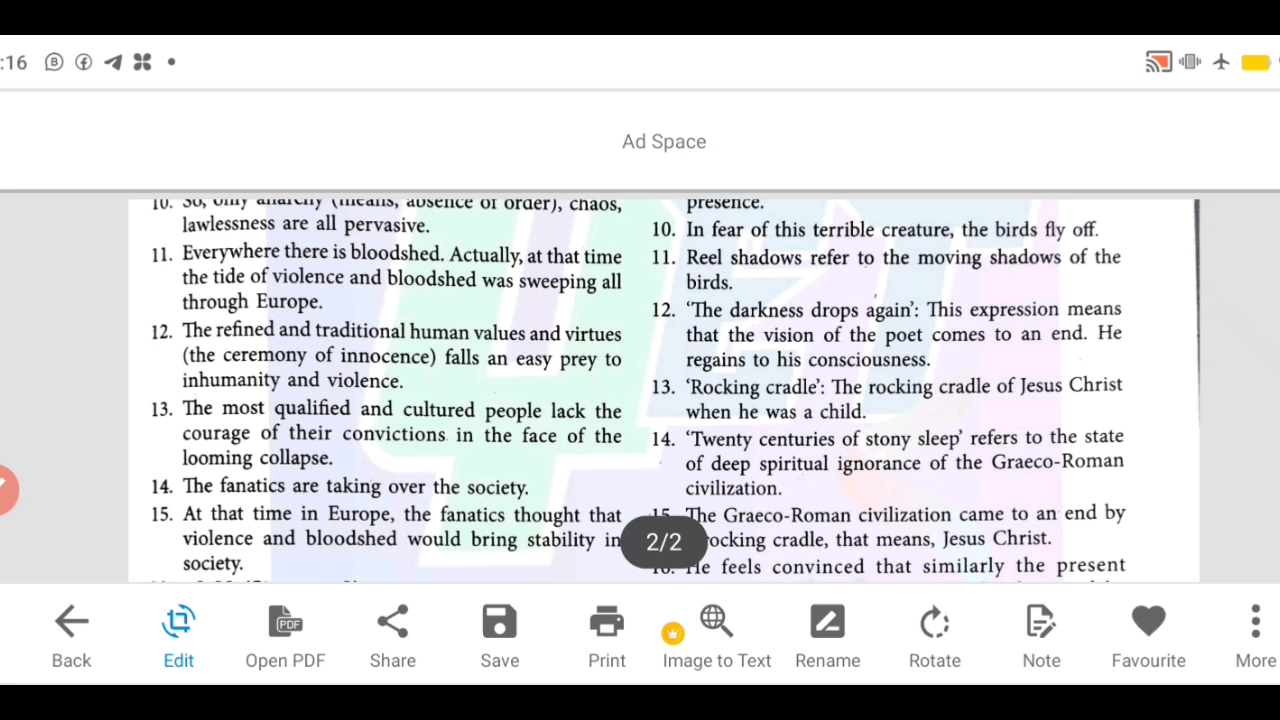 :16
Ad Space
10. So, only anarchy (means, absence of order), chaos,
lawlessness are all pervasive.
11. Everywhere there is bloodshed. Actually, at that time
the tide of violence and bloodshed was sweeping all
through Europe.
12. The refined and traditional human values and virtues
(the ceremony of innocence) falls an easy prey to
inhumanity and violence.
13. The most qualified and cultured people lack the
courage of their convictions in the face of the
looming collapse.
14. The fanatics are taking over the society.
15. At that time in Europe, the fanatics thought that
violence and bloodshed would bring stability in
society.
presence.
10. In fear of this terrible creature, the birds fly off.
11. Reel shadows refer to the moving shadows of the
birds.
12. ‘The darkness drops again’: This expression means
that the vision of the poet comes to an end. He
regains to his consciousness.
13. ‘Rocking cradle’: The rocking cradle of Jesus Christ
when he was a child.
14. ‘Twenty centuries of stony sleep’ refers to the state
of deep spiritual ignorance of the Graeco-Roman
civilization.
15. The Graeco-Roman civilization came to an end by
rocking cradle, that means, Jesus Christ.
16. He feels convinced that similarly the present
2/2
Back
Edit
Open PDF
Share
Save
Print
Image to Text
Rename
Rotate
Note
Favourite
More